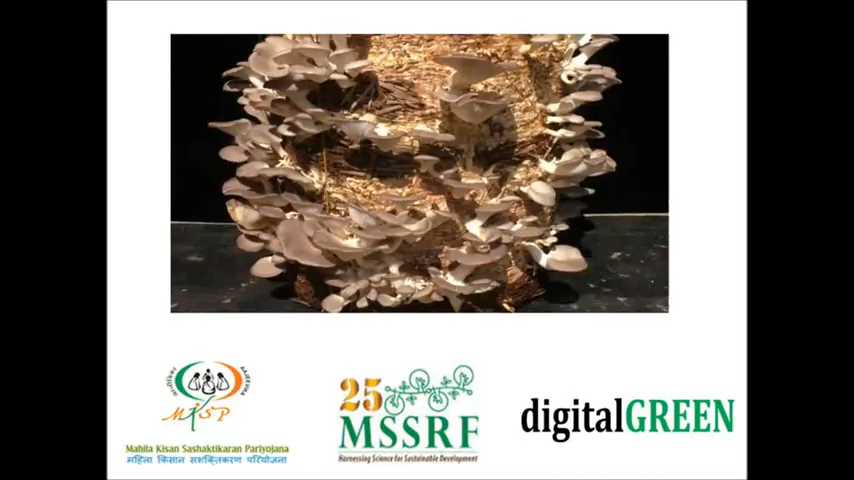 MKSP
Mahila Kisan Sashaktikaran Pariyojana
महिला किसान सशक्तिकरण परियोजना
25
MSSRF
Harnessing Science for Sustainable Development
digitalGREEN